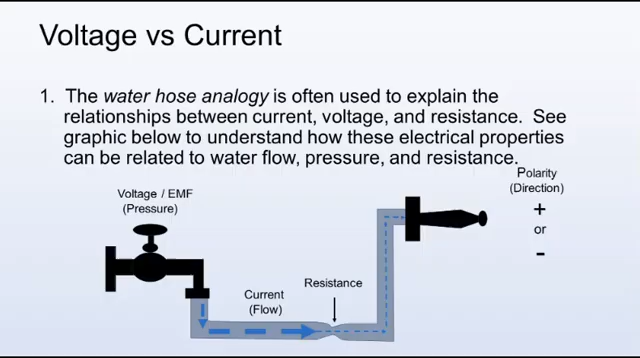 Voltage vs Current
1. The water hose analogy is often used to explain the
relationships between current, voltage, and resistance. See
graphic below to understand how these electrical properties
can be related to water flow, pressure, and resistance.
Polarity
(Direction)
+
or
-
Voltage / EMF
(Pressure)
Resistance
Current
(Flow)